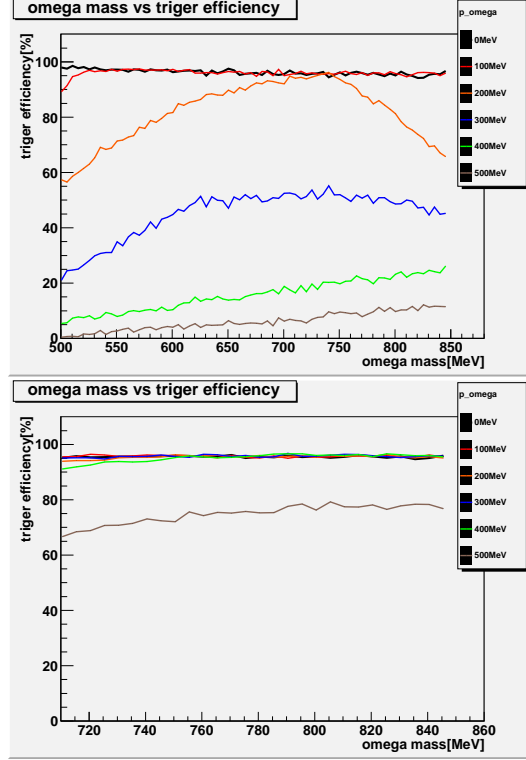 omega mass vs triger efficiency
p_omega
0MeV
100MeV
200MeV
300MeV
400MeV
500MeV
triger efficiency[%]
100
80
60
40
20
0
500 550 600 650 700 750 800 850
omega mass[MeV]
omega mass vs triger efficiency
p_omega
0MeV
100MeV
200MeV
300MeV
400MeV
500MeV
triger efficiency[%]
100
80
60
40
20
0
720 740 760 780 800 820 840 860
omega mass[MeV]